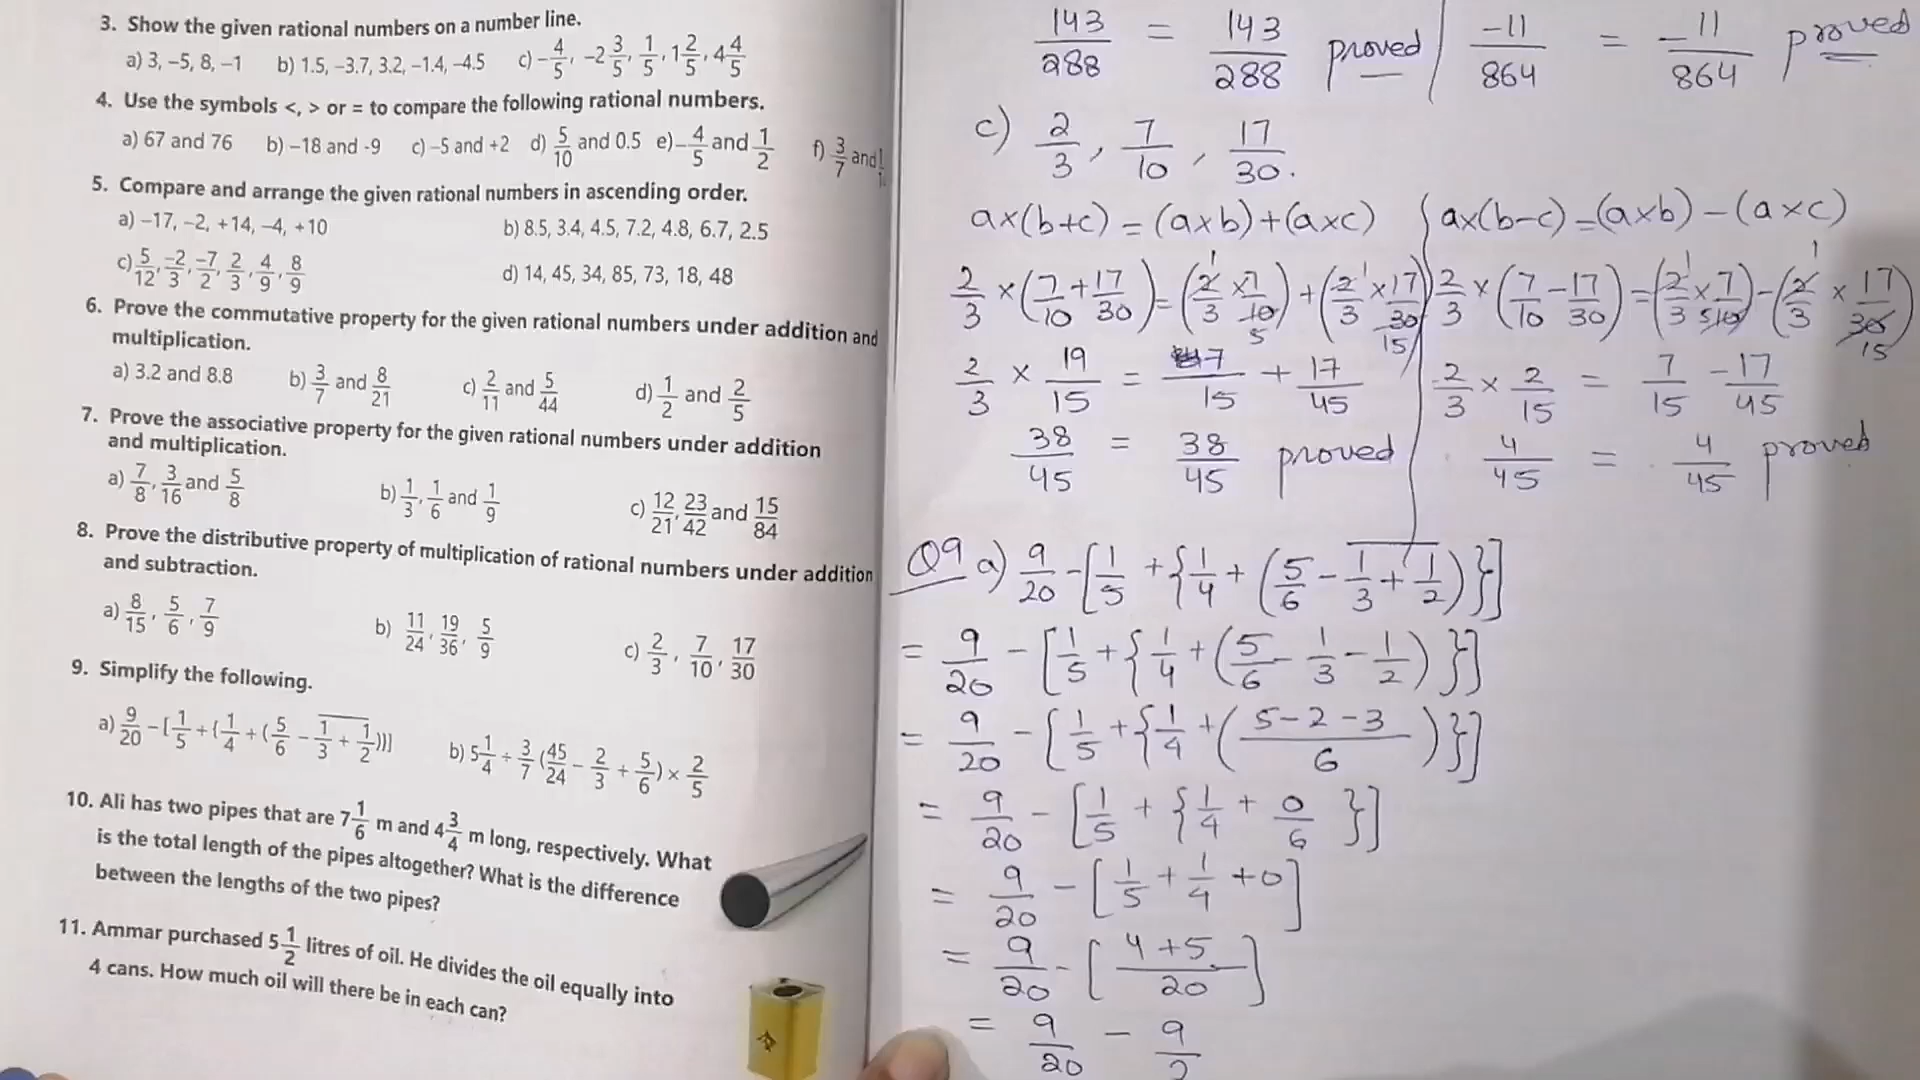 3. Show the given rational numbers on a number line.
a) 3, −5, 8, −1 b) 1.5, −3.7, 3.2, −1.4, −4.5 c) −4/5, −2 3/5, 1/5, 1 2/5, 4 4/5
4. Use the symbols <, > or = to compare the following rational numbers.
a) 67 and 76 b) −18 and -9 c) −5 and +2 d) 5/10 and 0.5 e) −4/5 and 1/2 f) 3/7 and
5. Compare and arrange the given rational numbers in ascending order.
a) −17, −2, +14, −4, +10 b) 8.5, 3.4, 4.5, 7.2, 4.8, 6.7, 2.5
c) 5/12, −2/3, −7/2, 2/3, 4/9, 8/9 d) 14, 45, 34, 85, 73, 18, 48
6. Prove the commutative property for the given rational numbers under addition and
multiplication.
a) 3.2 and 8.8 b) 3/7 and 8/21 c) 2/11 and 5/44 d) 1/2 and 2/5
7. Prove the associative property for the given rational numbers under addition
and multiplication.
a) 7/8, 3/16 and 5/8 b) 1/3, 1/6 and 1/9 c) 12/21, 23/42 and 15/84
8. Prove the distributive property of multiplication of rational numbers under addition
and subtraction.
a) 8/15, 5/6, 7/9 b) 11/24, 19/36, 5/9 c) 2/3, 7/10, 17/30
9. Simplify the following.
a) 9/20 − [1/5 + {1/4 + (5/6 − 1/3 + 1/2)}] b) 5 1/4 ÷ 3/7 (45/24 − 2/3 + 5/6) × 2/5
10. Ali has two pipes that are 7 1/6 m and 4 3/4 m long, respectively. What
is the total length of the pipes altogether? What is the difference
between the lengths of the two pipes?
11. Ammar purchased 5 1/2 litres of oil. He divides the oil equally into
4 cans. How much oil will there be in each can?
143/288 = 143/288 proved
-11/864 = -11/864 proved
c) 2/3, 7/10, 17/30.
a×(b+c) = (a×b)+(a×c)
2/3 × (7/10 + 17/30) = (2/3 × 7/10) + (2/3 × 17/30)
2/3 × 19/15 = 7/15 + 17/45
38/45 = 38/45 proved
a×(b−c) = (a×b) − (a×c)
2/3 × (7/10 − 17/30) = (2/3 × 7/10) − (2/3 × 17/30)
2/3 × 2/15 = 7/15 − 17/45
4/45 = 4/45 proved
Q9 a) 9/20 − [1/5 + {1/4 + (5/6 − 1/3 + 1/2)}]
= 9/20 − [1/5 + {1/4 + (5/6 − 1/3 − 1/2)}]
= 9/20 − [1/5 + {1/4 + (5−2−3/6)}]
= 9/20 − [1/5 + {1/4 + 0/6}]
= 9/20 − [1/5 + 1/4 + 0]
= 9/20 − [4+5/20]
= 9/20 − 9/2